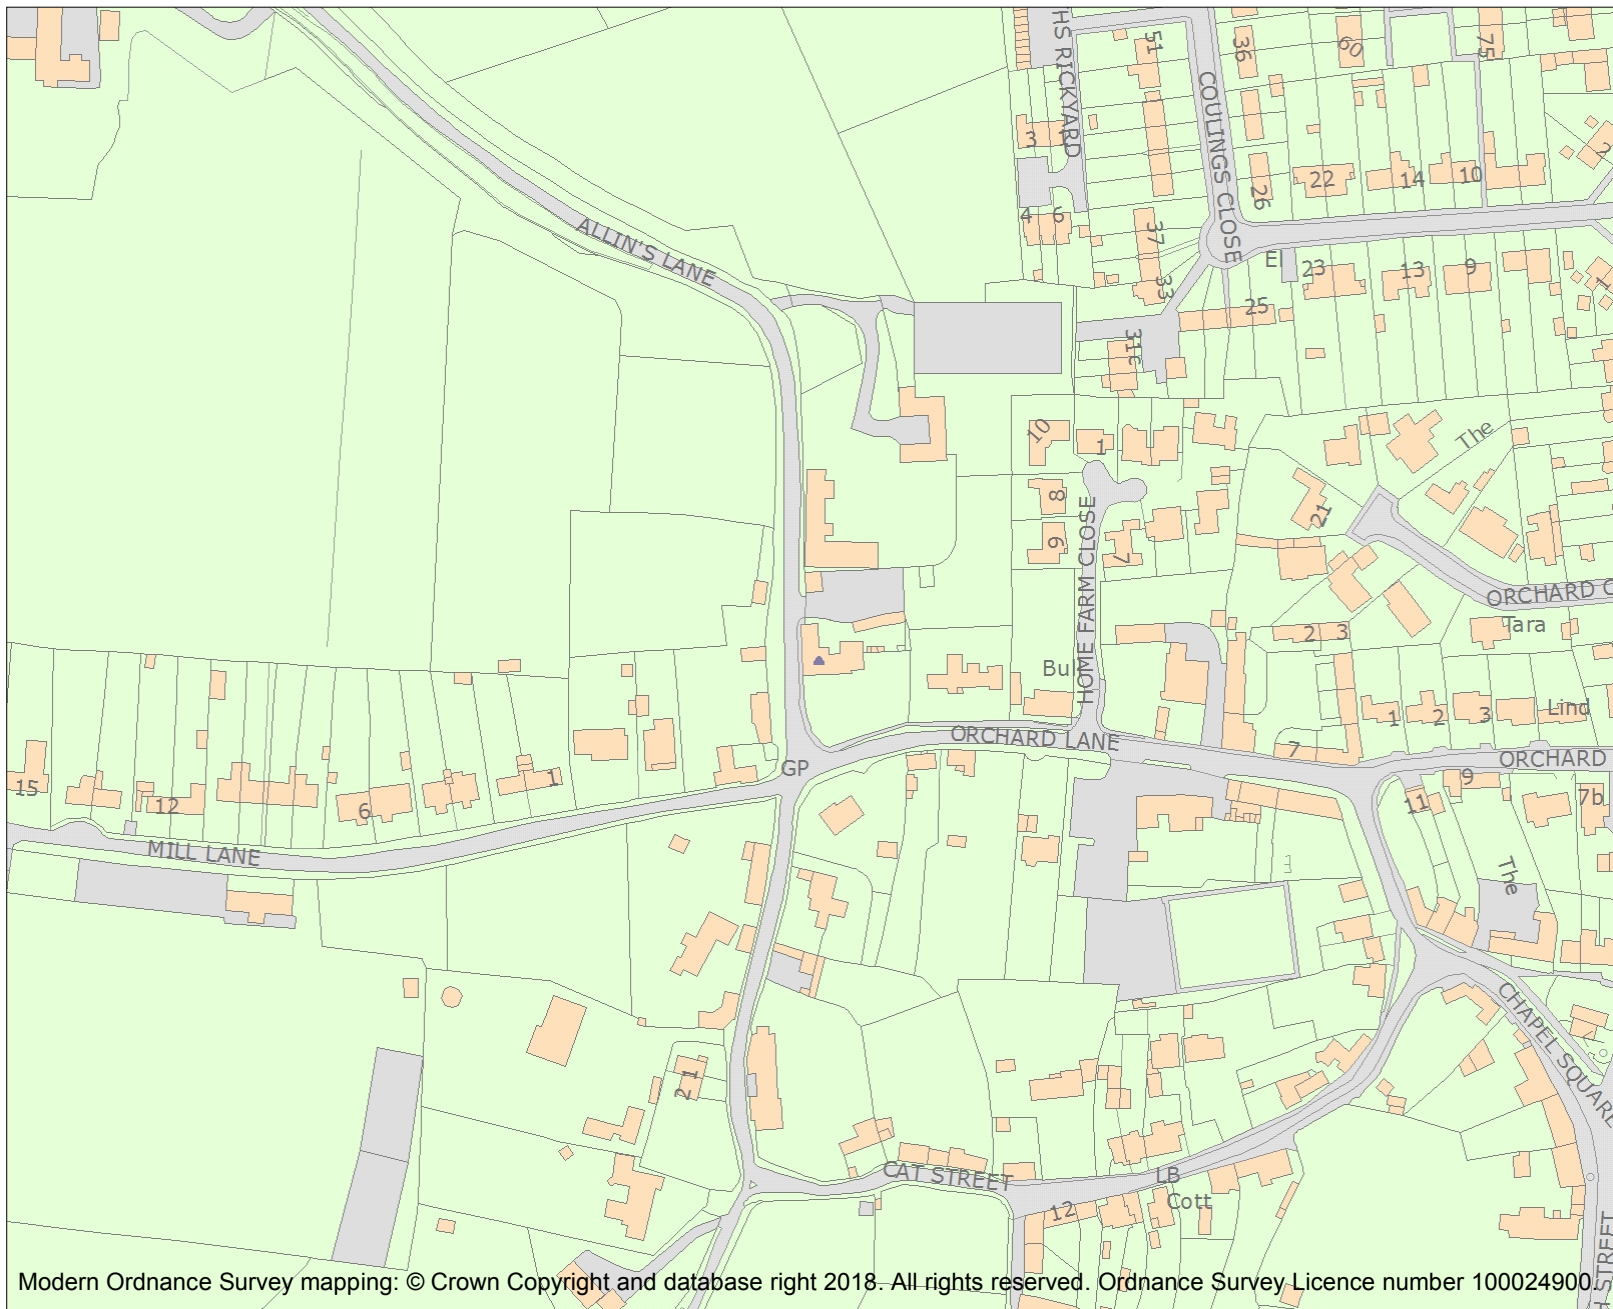 HS RICKYARD
51
36
60
75
COULINGS CLOSE
3
1
2
22
14
10
26
4
6
37
ALLIN'S LANE
El
23
13
9
1
33
25
31c
10
1
The
8
21
6
7
HOME FARM CLOSE
ORCHARD C
Tara
2
3
Bul
Lind
1
2
3
ORCHARD LANE
7
ORCHARD
GP
15
12
6
1
9
11
7b
MILL LANE
The
CHAPEL SQUARE
2 1
CAT STREET
LB
Cott
12
H STREET
Modern Ordnance Survey mapping: © Crown Copyright and database right 2018. All rights reserved. Ordnance Survey Licence number 100024900.